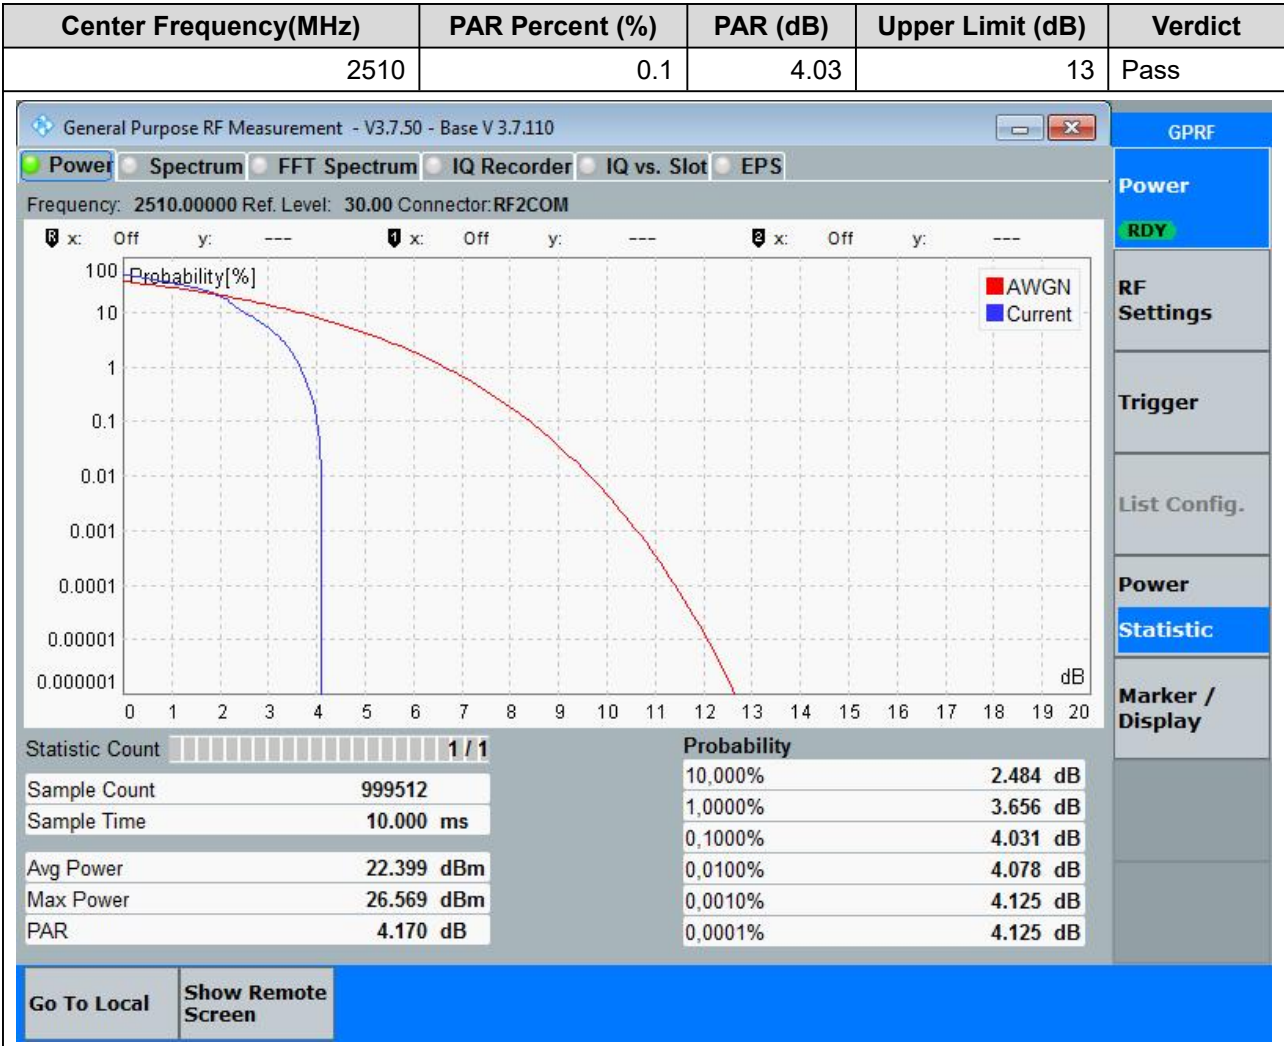 Center Frequency(MHz) PAR Percent (%) PAR (dB) Upper Limit (dB) Verdict
2510 0.1 4.03 13 Pass
General Purpose RF Measurement - V3.7.50 - Base V 3.7.110
GPRF
Power Spectrum FFT Spectrum IQ Recorder IQ vs. Slot EPS
Frequency: 2510.00000 Ref. Level: 30.00 Connector:RF2COM
R x: Off y: --- 1 x: Off y: --- 2 x: Off y: ---
Probability[%]
AWGN
Current
100
10
1
0.1
0.01
0.001
0.0001
0.00001
0.000001
dB
0 1 2 3 4 5 6 7 8 9 10 11 12 13 14 15 16 17 18 19 20
Statistic Count 1 / 1
Sample Count 999512
Sample Time 10.000 ms
Avg Power 22.399 dBm
Max Power 26.569 dBm
PAR 4.170 dB
Probability
10,000% 2.484 dB
1,0000% 3.656 dB
0,1000% 4.031 dB
0,0100% 4.078 dB
0,0010% 4.125 dB
0,0001% 4.125 dB
Power
RDY
RF
Settings
Trigger
List Config.
Power
Statistic
Marker /
Display
Go To Local
Show Remote
Screen